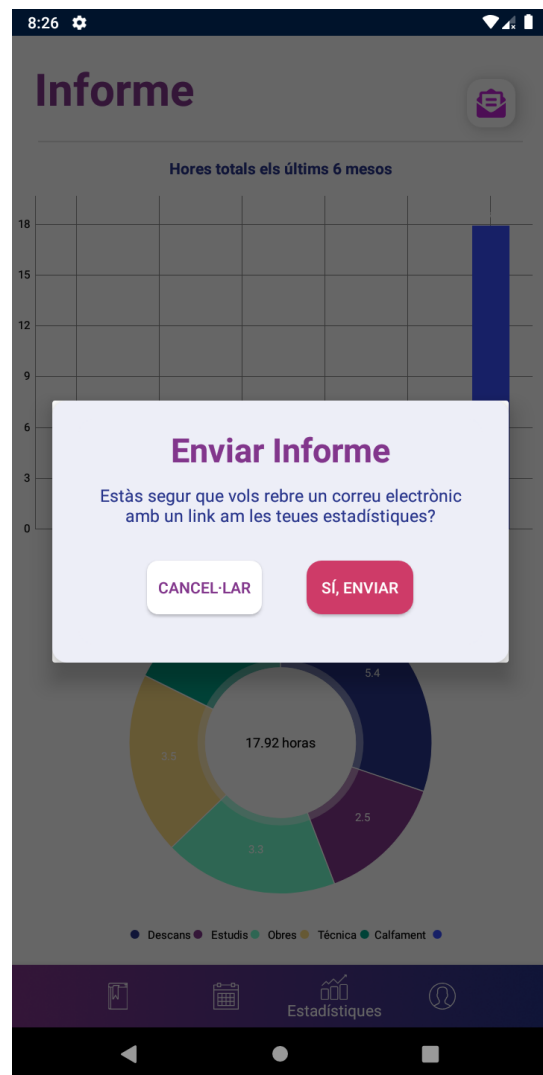 8:26
Informe
Hores totals els últims 6 mesos
18
15
12
9
6
3
0
Enviar Informe
Estàs segur que vols rebre un correu electrònic
amb un link am les teues estadístiques?
CANCEL·LAR
SÍ, ENVIAR
5.4
17.92 horas
3.5
2.5
3.3
Descans Estudis Obres Técnica Calfament
Estadístiques